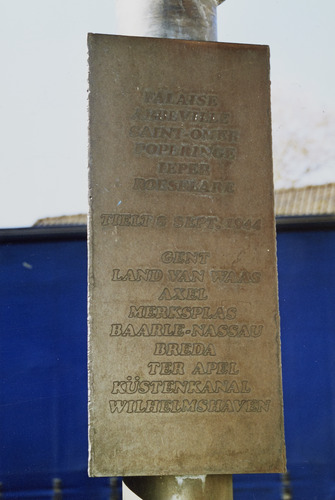 FALAISE
ABBEVILLE
SAINT-OMER
POPERINGE
IEPER
ROESELARE
TIELT 8 SEPT. 1944
GENT
LAND VAN WAAS
AXEL
MERKSPLAS
BAARLE-NASSAU
BREDA
TER APEL
KÜSTENKANAL
WILHELMSHAVEN